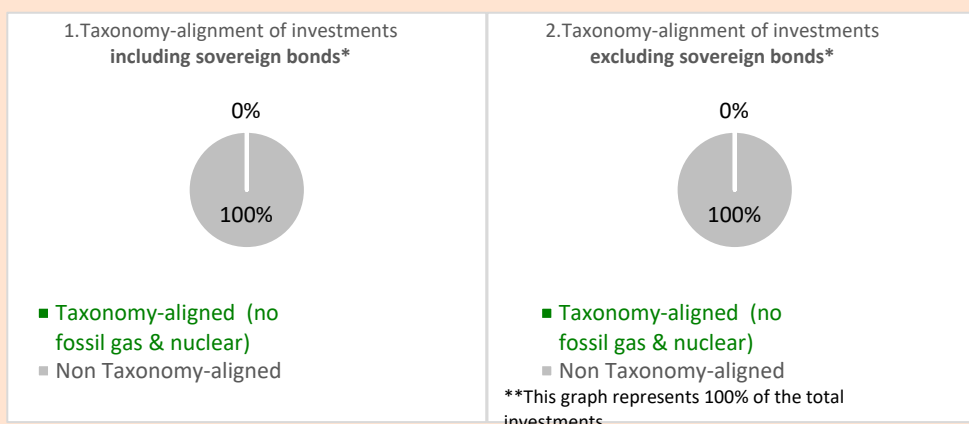 1.Taxonomy-alignment of investments
including sovereign bonds*
0%
100%
Taxonomy-aligned (no
fossil gas & nuclear)
Non Taxonomy-aligned
2.Taxonomy-alignment of investments
excluding sovereign bonds*
0%
100%
Taxonomy-aligned (no
fossil gas & nuclear)
Non Taxonomy-aligned
**This graph represents 100% of the total
investments